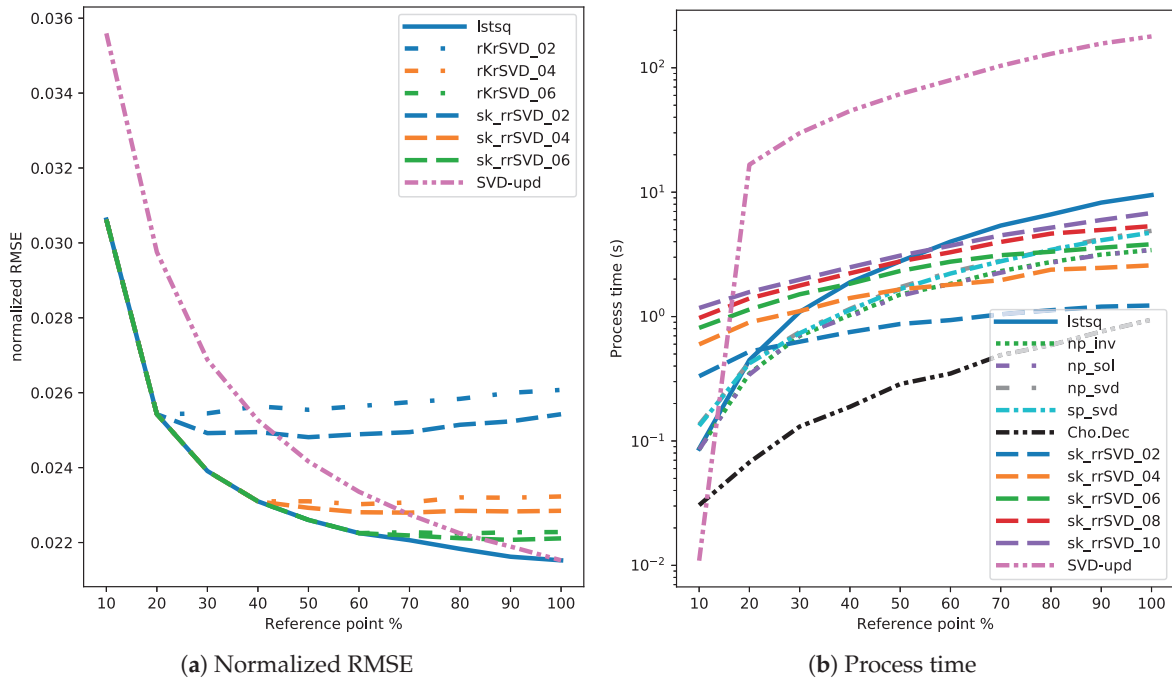 0.036
0.034
0.032
0.030
0.028
0.026
0.024
0.022
normalized RMSE
lstsq
rKrSVD_02
rKrSVD_04
rKrSVD_06
sk_rrSVD_02
sk_rrSVD_04
sk_rrSVD_06
SVD-upd
10 20 30 40 50 60 70 80 90 100
Reference point %
(a) Normalized RMSE
10²
10¹
10⁰
10⁻¹
10⁻²
Process time (s)
lstsq
np_inv
np_sol
np_svd
sp_svd
Cho.Dec
sk_rrSVD_02
sk_rrSVD_04
sk_rrSVD_06
sk_rrSVD_08
sk_rrSVD_10
SVD-upd
10 20 30 40 50 60 70 80 90 100
Reference point %
(b) Process time